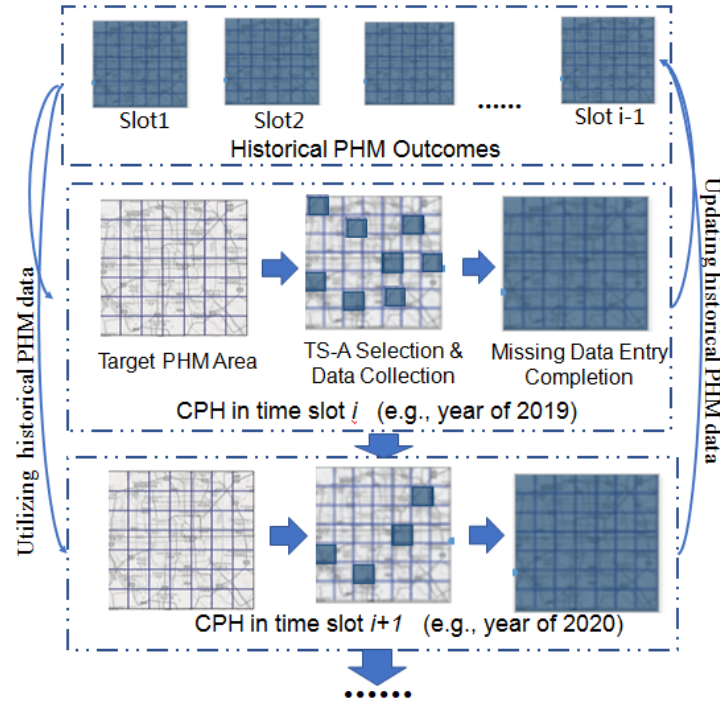 ......
Slot1
Slot2
Slot i-1
Historical PHM Outcomes
Utilizing historical PHM data
Updating historical PHM data
Target PHM Area
TS-A Selection &
Data Collection
Missing Data Entry
Completion
CPH in time slot i (e.g., year of 2019)
CPH in time slot i+1 (e.g., year of 2020)
......